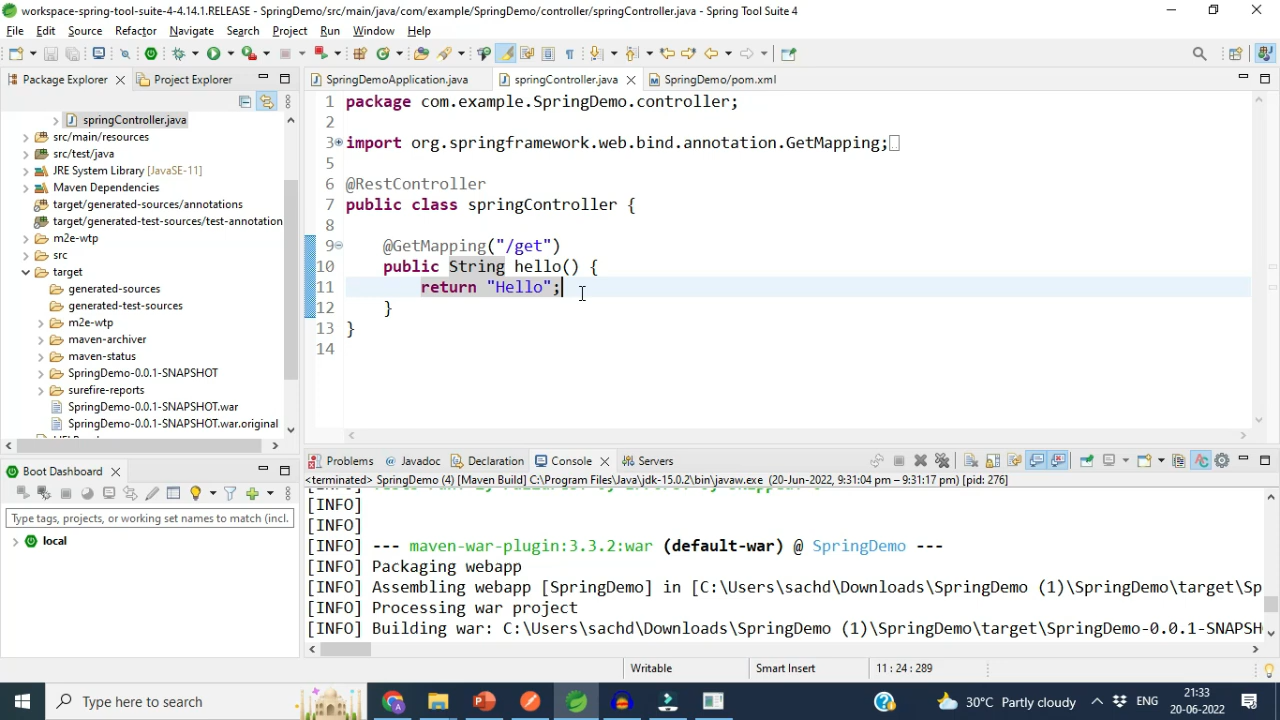 workspace-spring-tool-suite-4-4.14.1.RELEASE - SpringDemo/src/main/java/com/example/SpringDemo/controller/springController.java - Spring Tool Suite 4
File Edit Source Refactor Navigate Search Project Run Window Help
Package Explorer Project Explorer
springController.java
src/main/resources
src/test/java
JRE System Library [JavaSE-11]
Maven Dependencies
target/generated-sources/annotations
target/generated-test-sources/test-annotation
m2e-wtp
src
target
generated-sources
generated-test-sources
m2e-wtp
maven-archiver
maven-status
SpringDemo-0.0.1-SNAPSHOT
surefire-reports
SpringDemo-0.0.1-SNAPSHOT.war
SpringDemo-0.0.1-SNAPSHOT.war.original
Boot Dashboard
Type tags, projects, or working set names to match (incl.
local
SpringDemoApplication.java springController.java SpringDemo/pom.xml
1 package com.example.SpringDemo.controller;
2
3 import org.springframework.web.bind.annotation.GetMapping;
5
6 @RestController
7 public class springController {
8
9 @GetMapping("/get")
10 public String hello() {
11 return "Hello";
12 }
13 }
14
Problems @ Javadoc Declaration Console Servers
<terminated> SpringDemo (4) [Maven Build] C:\Program Files\Java\jdk-15.0.2\bin\javaw.exe (20-Jun-2022, 9:31:04 pm – 9:31:17 pm) [pid: 276]
[INFO]
[INFO]
[INFO] --- maven-war-plugin:3.3.2:war (default-war) @ SpringDemo ---
[INFO] Packaging webapp
[INFO] Assembling webapp [SpringDemo] in [C:\Users\sachd\Downloads\SpringDemo (1)\SpringDemo\target\Sp
[INFO] Processing war project
[INFO] Building war: C:\Users\sachd\Downloads\SpringDemo (1)\SpringDemo\target\SpringDemo-0.0.1-SNAPSH
Writable Smart Insert 11 : 24 : 289
Type here to search
30°C Partly cloudy ENG 21:33
20-06-2022